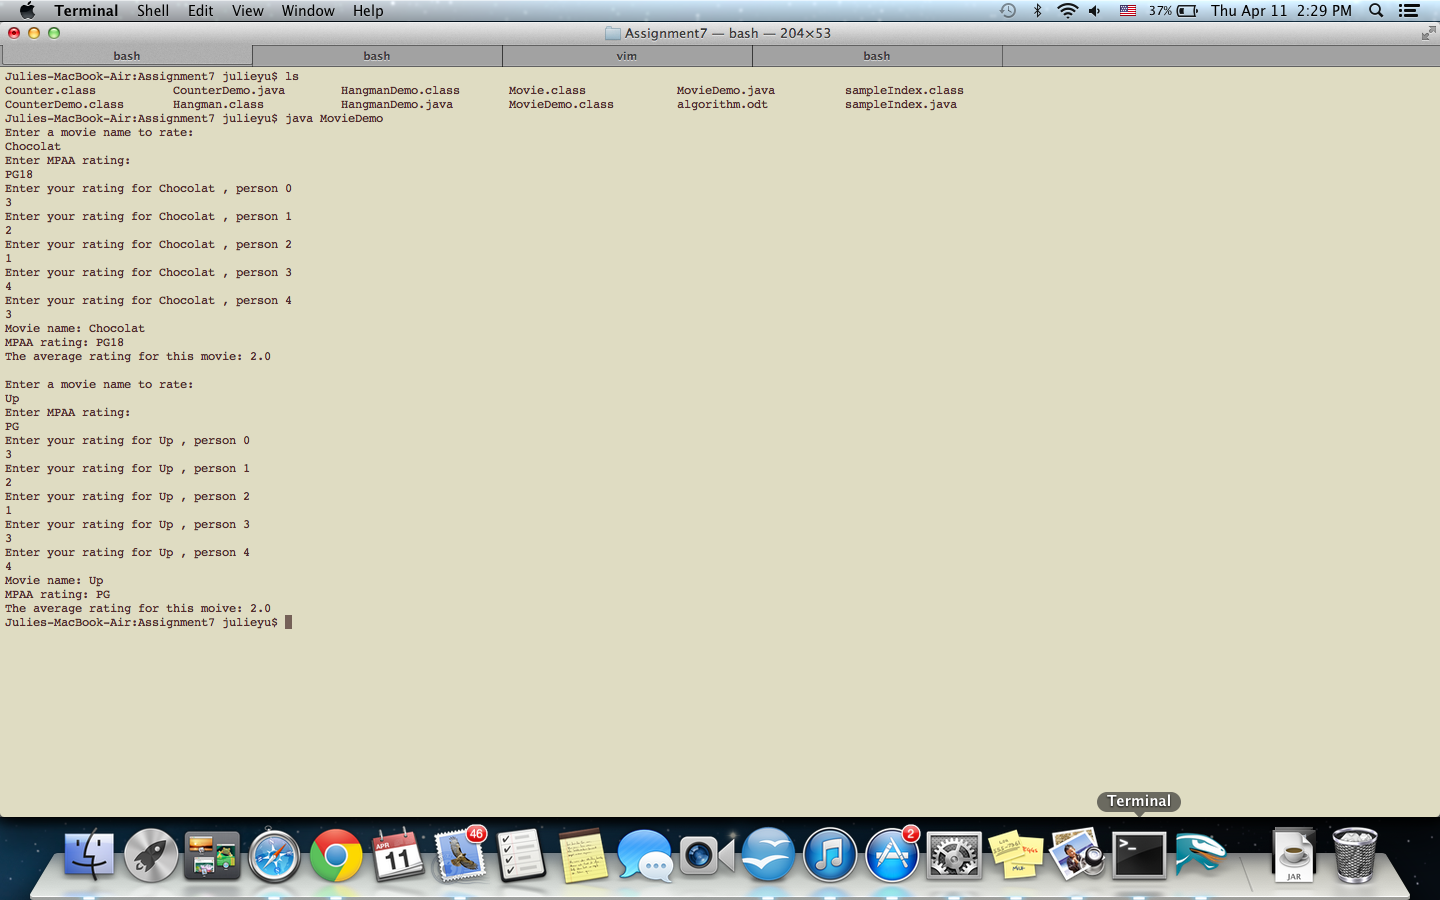 Terminal Shell Edit View Window Help 37% Thu Apr 11 2:29 PM
Assignment7 — bash — 204×53
bash bash vim bash
Julies-MacBook-Air:Assignment7 julieyu$ ls
Counter.class CounterDemo.java HangmanDemo.class Movie.class MovieDemo.java sampleIndex.class
CounterDemo.class Hangman.class HangmanDemo.java MovieDemo.class algorithm.odt sampleIndex.java
Julies-MacBook-Air:Assignment7 julieyu$ java MovieDemo
Enter a movie name to rate:
Chocolat
Enter MPAA rating:
PG18
Enter your rating for Chocolat , person 0
3
Enter your rating for Chocolat , person 1
2
Enter your rating for Chocolat , person 2
1
Enter your rating for Chocolat , person 3
4
Enter your rating for Chocolat , person 4
3
Movie name: Chocolat
MPAA rating: PG18
The average rating for this movie: 2.0
Enter a movie name to rate:
Up
Enter MPAA rating:
PG
Enter your rating for Up , person 0
3
Enter your rating for Up , person 1
2
Enter your rating for Up , person 2
1
Enter your rating for Up , person 3
3
Enter your rating for Up , person 4
4
Movie name: Up
MPAA rating: PG
The average rating for this moive: 2.0
Julies-MacBook-Air:Assignment7 julieyu$
Terminal
APR
11
46
2
JAR